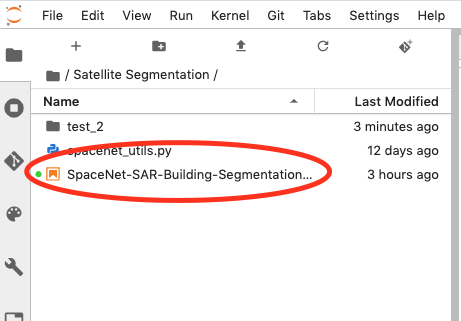 File Edit View Run Kernel Git Tabs Settings Help
/ Satellite Segmentation /
Name Last Modified
test_2 3 minutes ago
spacenet_utils.py 12 days ago
SpaceNet-SAR-Building-Segmentation... 3 hours ago